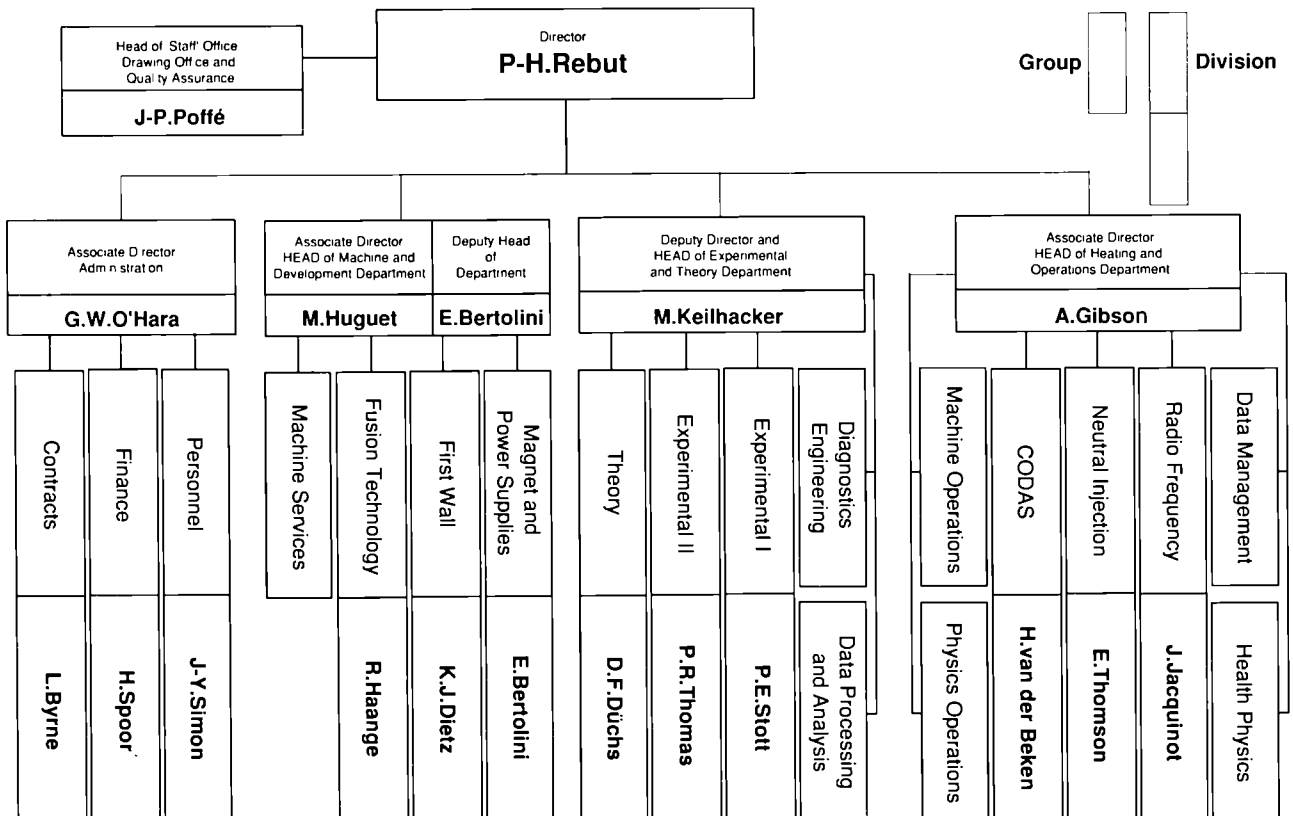 Head of Staff Office
Drawing Office and
Quality Assurance
J-P.Poffé
Director
P-H.Rebut
Group
Division
Associate Director
Administration
G.W.O'Hara
Associate Director
HEAD of Machine and
Development Department
M.Huguet
Deputy Head
of
Department
E.Bertolini
Deputy Director and
HEAD of Experimental
and Theory Department
M.Keilhacker
Associate Director
HEAD of Heating and
Operations Department
A.Gibson
Contracts
L.Byrne
Finance
H.Spoor
Personnel
J-Y.Simon
Machine Services
Fusion Technology
R.Haange
First Wall
K.J.Dietz
Magnet and
Power Supplies
E.Bertolini
Theory
D.F.Düchs
Experimental II
P.R.Thomas
Experimental I
P.E.Stott
Diagnostics
Engineering
Data Processing
and Analysis
Machine Operations
Physics Operations
CODAS
H.van der Beken
Neutral Injection
E.Thomson
Radio Frequency
J.Jacquinot
Data Management
Health Physics